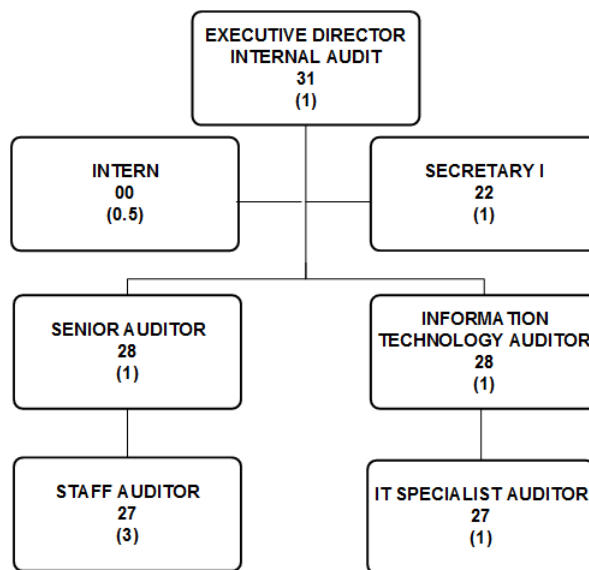 EXECUTIVE DIRECTOR
INTERNAL AUDIT
31
(1)
INTERN
00
(0.5)
SECRETARY I
22
(1)
SENIOR AUDITOR
28
(1)
INFORMATION
TECHNOLOGY AUDITOR
28
(1)
STAFF AUDITOR
27
(3)
IT SPECIALIST AUDITOR
27
(1)